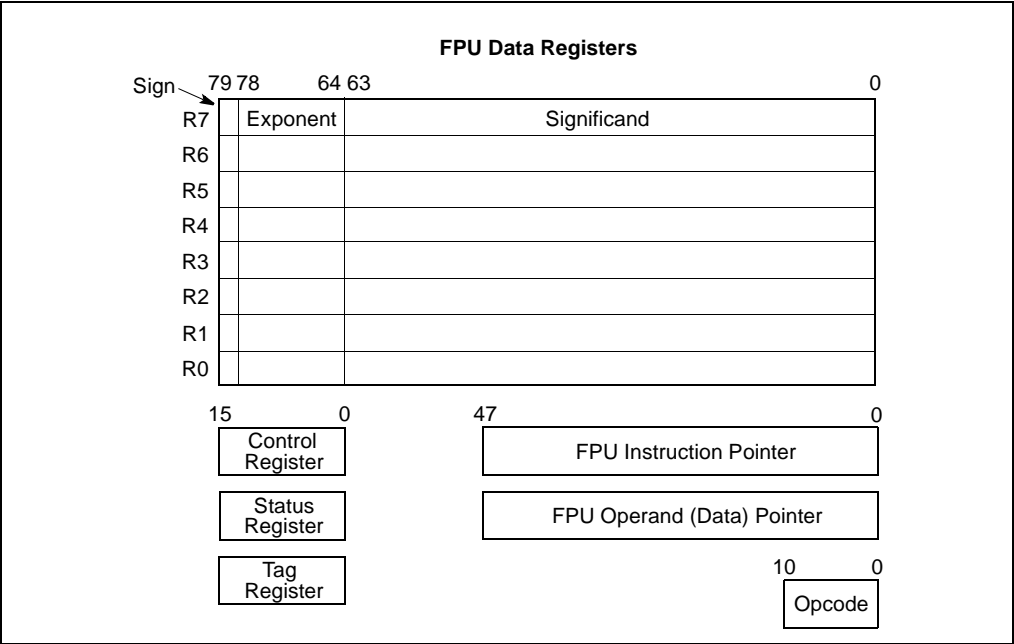 FPU Data Registers
Sign 79 78 64 63 0
R7 Exponent Significand
R6
R5
R4
R3
R2
R1
R0
15 0 47 0
Control
Register
FPU Instruction Pointer
Status
Register
FPU Operand (Data) Pointer
Tag
Register
10 0
Opcode